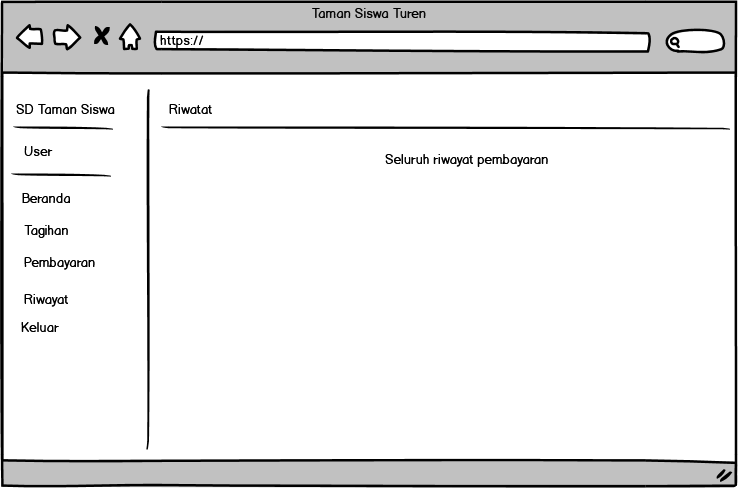 Taman Siswa Turen
https://
SD Taman Siswa
User
Beranda
Tagihan
Pembayaran
Riwayat
Keluar
Riwatat
Seluruh riwayat pembayaran